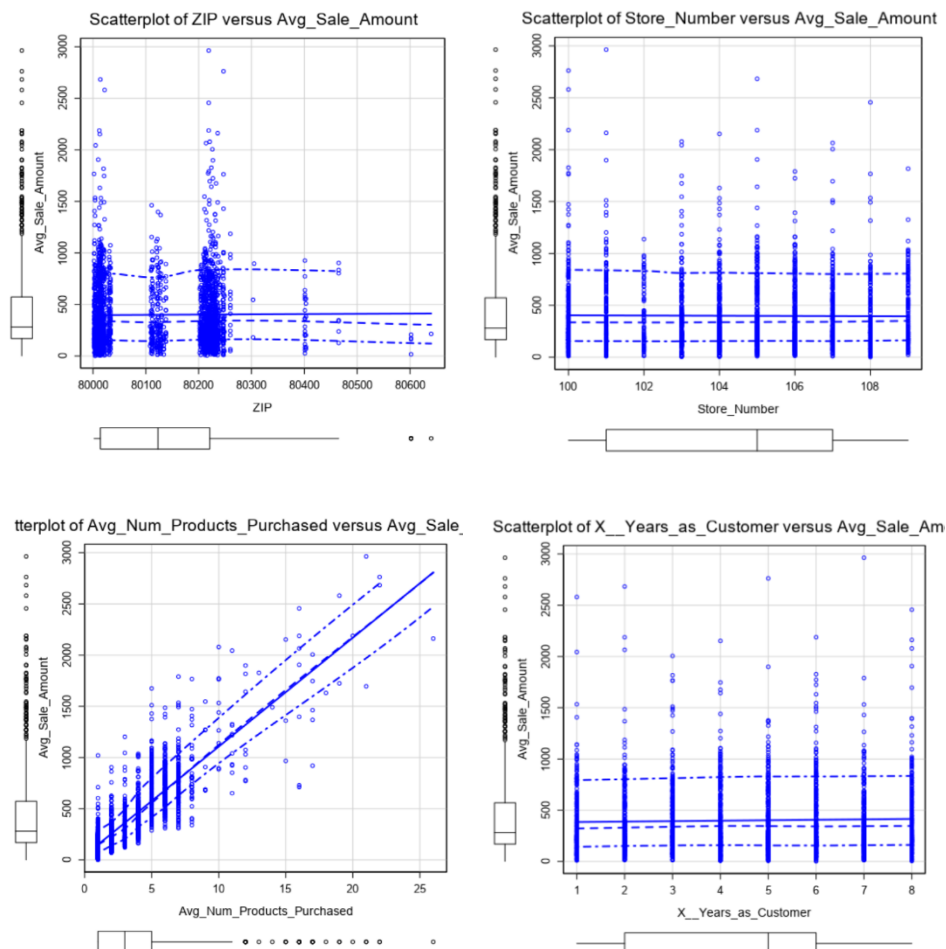 Scatterplot of ZIP versus Avg_Sale_Amount
3000
2500
2000
1500
1000
500
0
Avg_Sale_Amount
80000 80100 80200 80300 80400 80500 80600
ZIP
Scatterplot of Store_Number versus Avg_Sale_Amount
3000
2500
2000
1500
1000
500
0
Avg_Sale_Amount
100 102 104 106 108
Store_Number
tterplot of Avg_Num_Products_Purchased versus Avg_Sale_
3000
2500
2000
1500
1000
500
0
Avg_Sale_Amount
0 5 10 15 20 25
Avg_Num_Products_Purchased
Scatterplot of X__Years_as_Customer versus Avg_Sale_Am
3000
2500
2000
1500
1000
500
0
Avg_Sale_Amount
1 2 3 4 5 6 7 8
X__Years_as_Customer